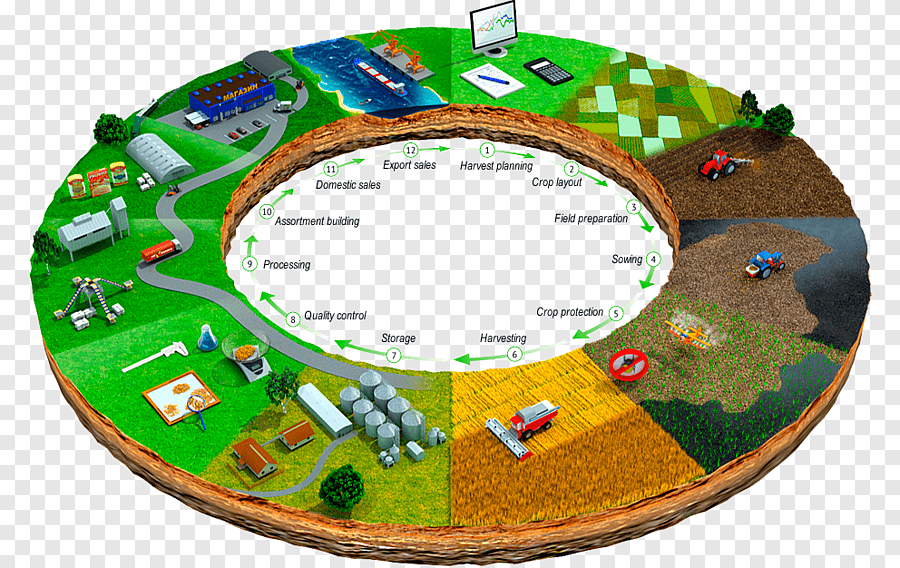 МАГАЗИН
1
Harvest planning
2
Crop layout
3
Field preparation
4
Sowing
5
Crop protection
6
Harvesting
7
Storage
8
Quality control
9
Processing
10
Assortment building
11
Domestic sales
12
Export sales